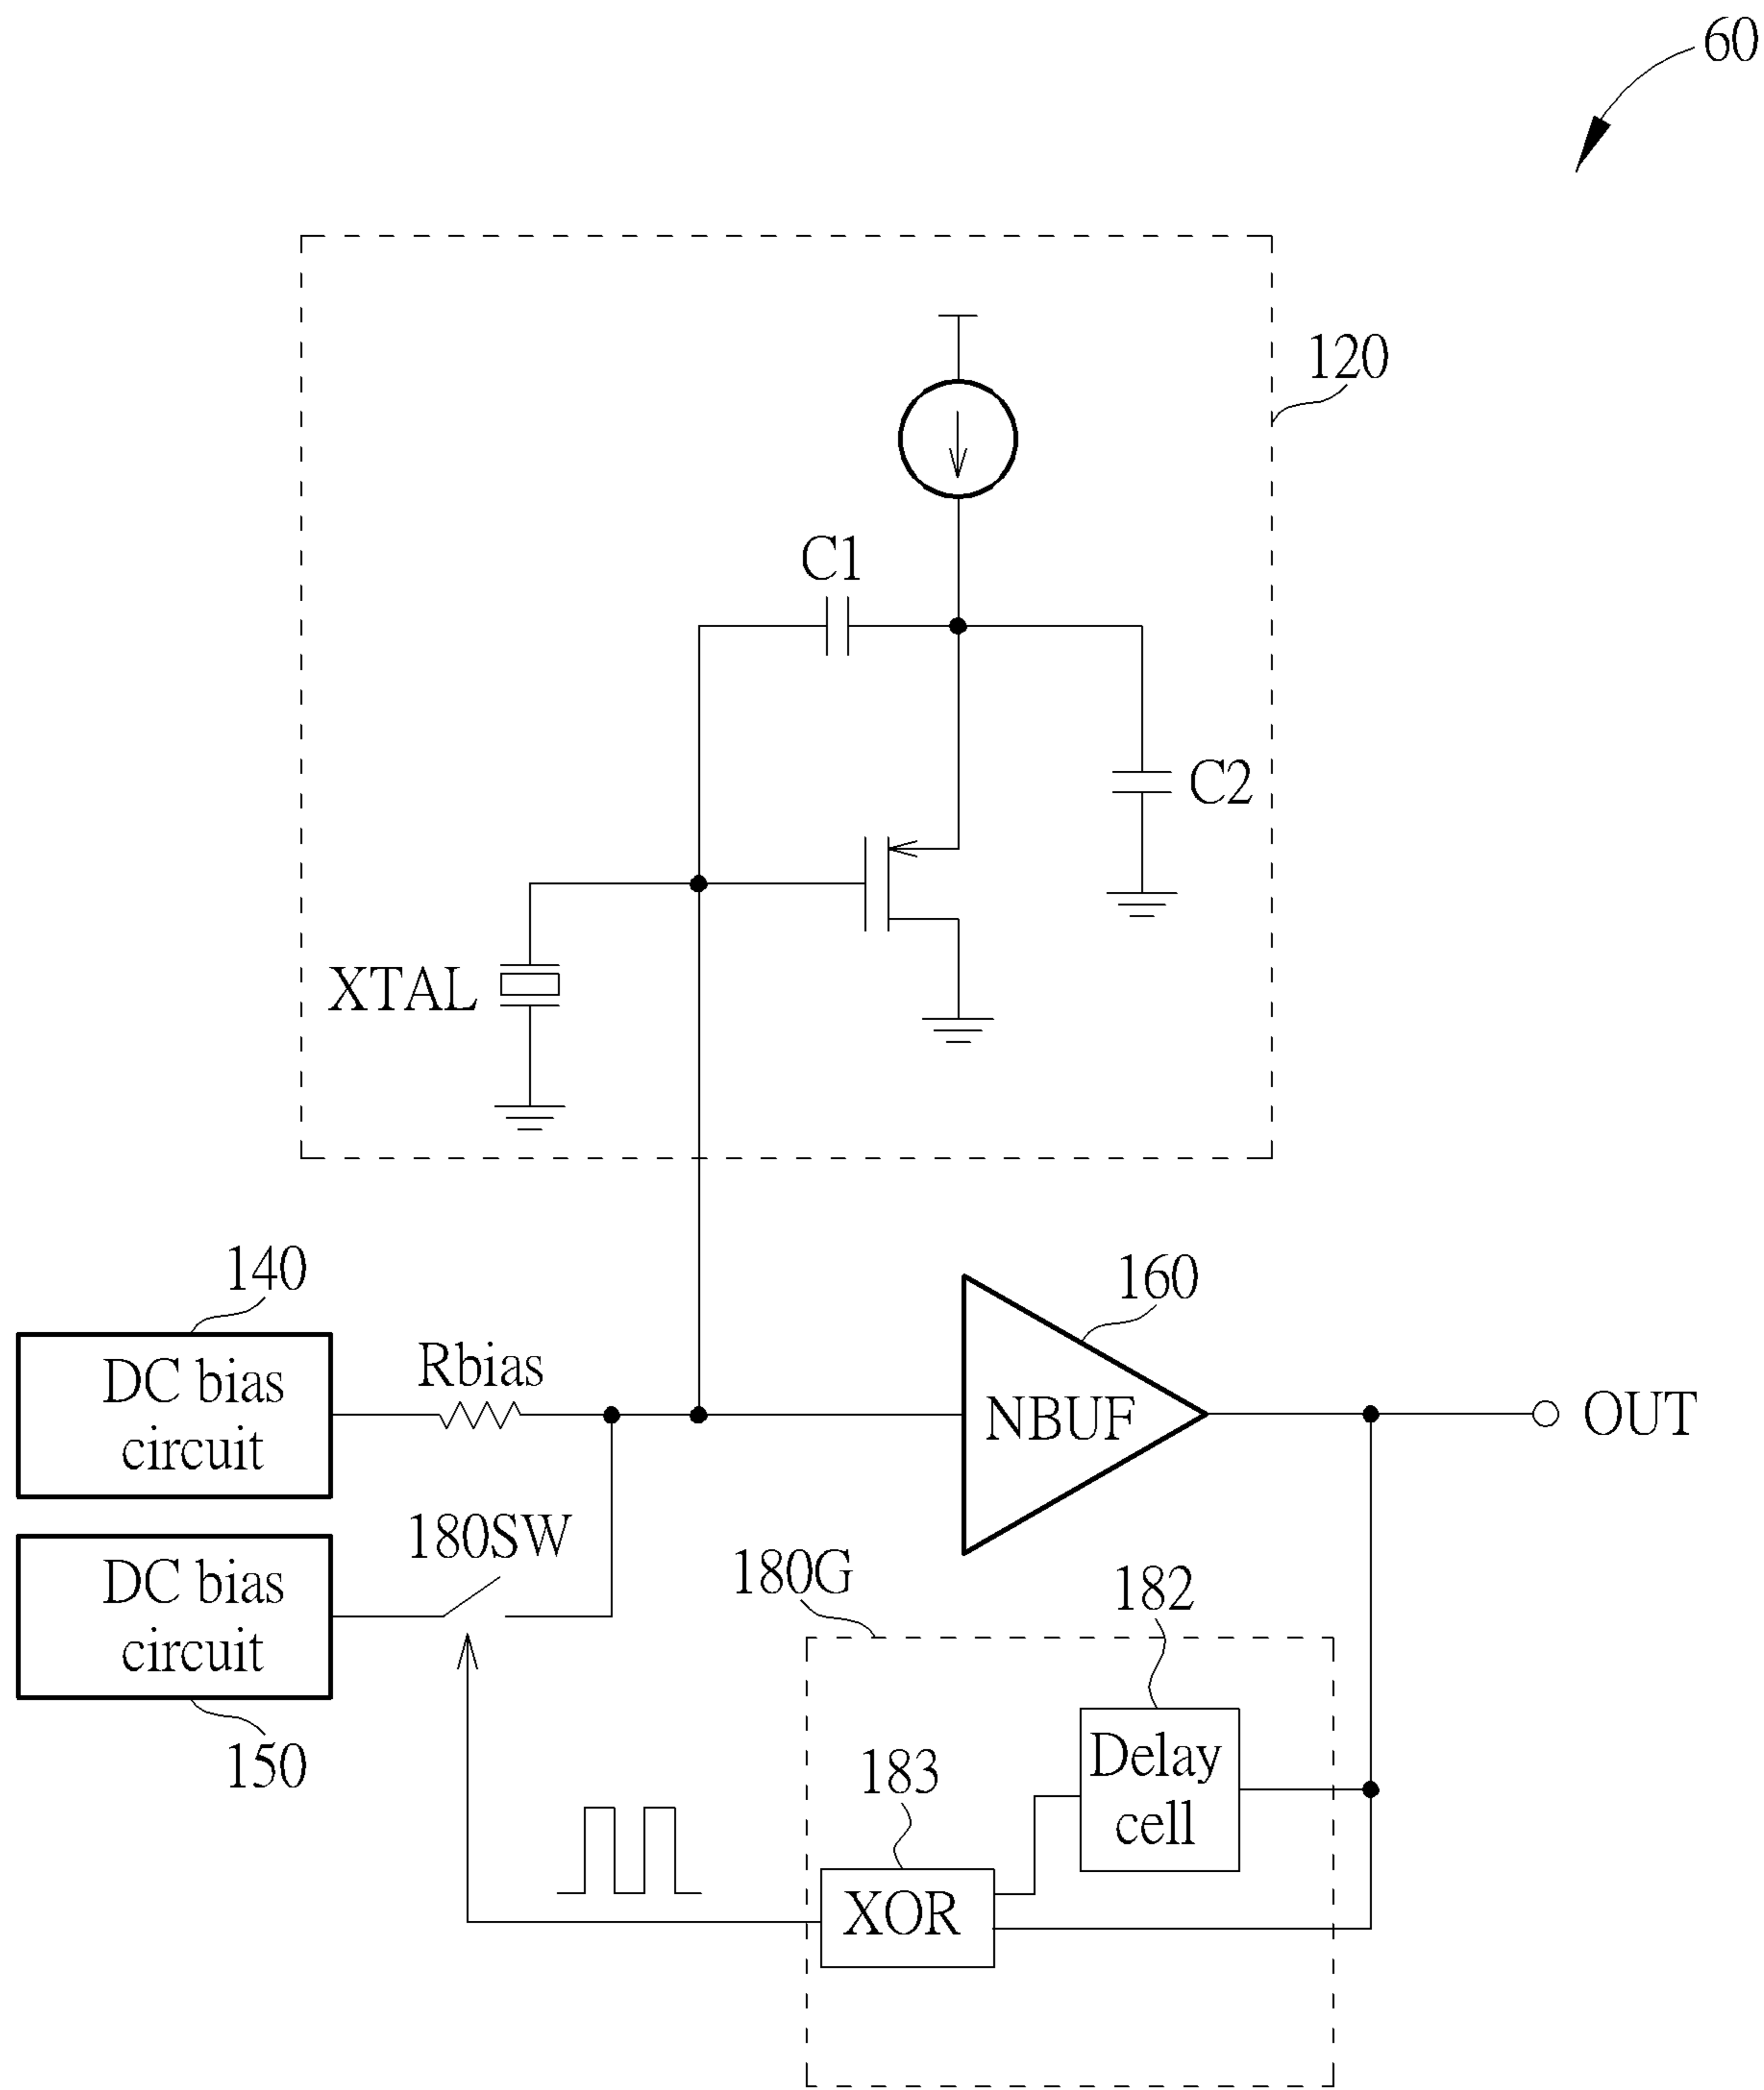 60
120
C1
C2
XTAL
140
160
DC bias
circuit
Rbias
NBUF
OUT
180SW
DC bias
circuit
180G
182
150
183
Delay
cell
XOR